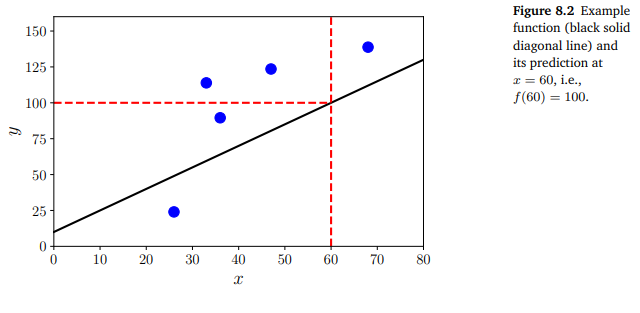 Figure 8.2 Example
function (black solid
diagonal line) and
its prediction at
x = 60, i.e.,
f(60) = 100.
150
125
100
75
50
25
0
y
0 10 20 30 40 50 60 70 80
x